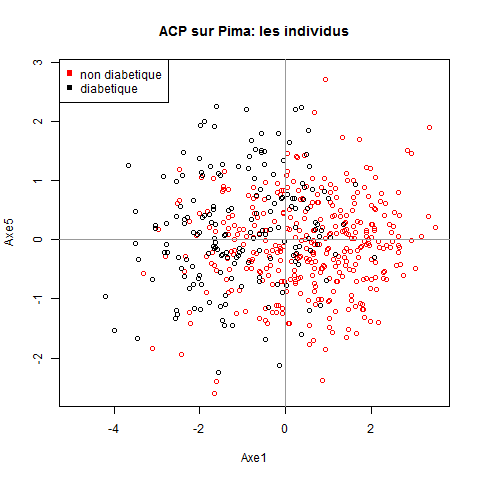 ACP sur Pima: les individus
non diabetique
diabetique
3
2
1
0
-1
-2
Axe5
-4
-2
0
2
Axe1